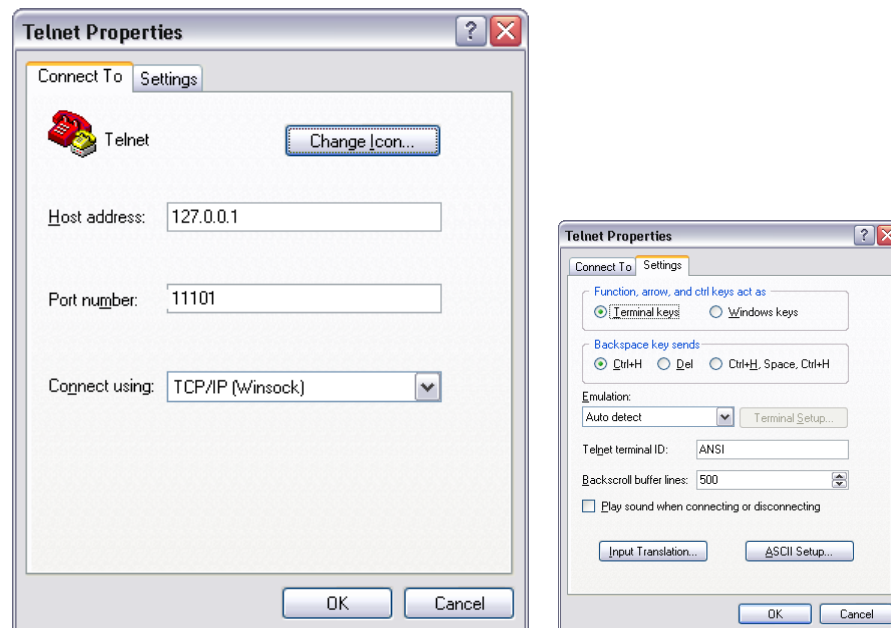 Telnet Properties
Connect To Settings
Telnet
Change Icon...
Host address: 127.0.0.1
Port number: 11101
Connect using: TCP/IP (Winsock)
OK Cancel
Telnet Properties
Connect To Settings
Function, arrow, and ctrl keys act as
Terminal keys Windows keys
Backspace key sends
Ctrl+H Del Ctrl+H, Space, Ctrl+H
Emulation:
Auto detect Terminal Setup...
Telnet terminal ID: ANSI
Backscroll buffer lines: 500
Play sound when connecting or disconnecting
Input Translation... ASCII Setup...
OK Cancel